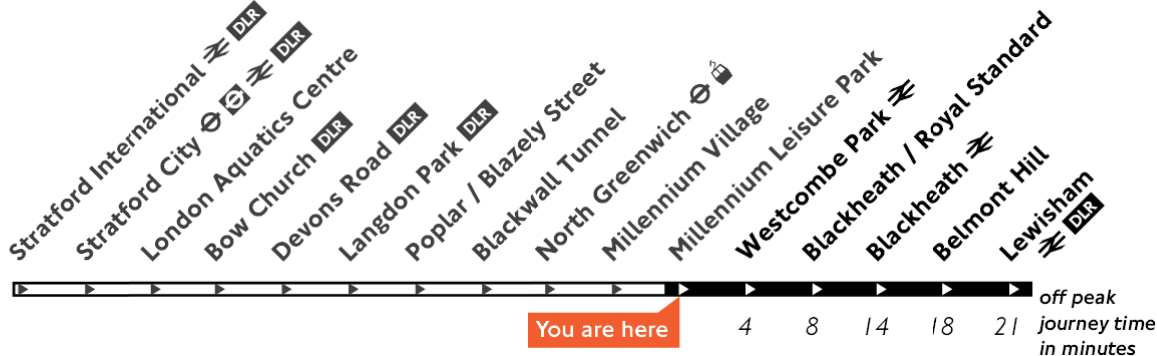 Stratford International DLR
Stratford City DLR
London Aquatics Centre
Bow Church DLR
Devons Road DLR
Langdon Park DLR
Poplar / Blazely Street
Blackwall Tunnel
North Greenwich
Millennium Village
Millennium Leisure Park
Westcombe Park
Blackheath / Royal Standard
Blackheath
Belmont Hill
Lewisham
DLR
You are here
4 8 14 18 21
off peak
journey time
in minutes